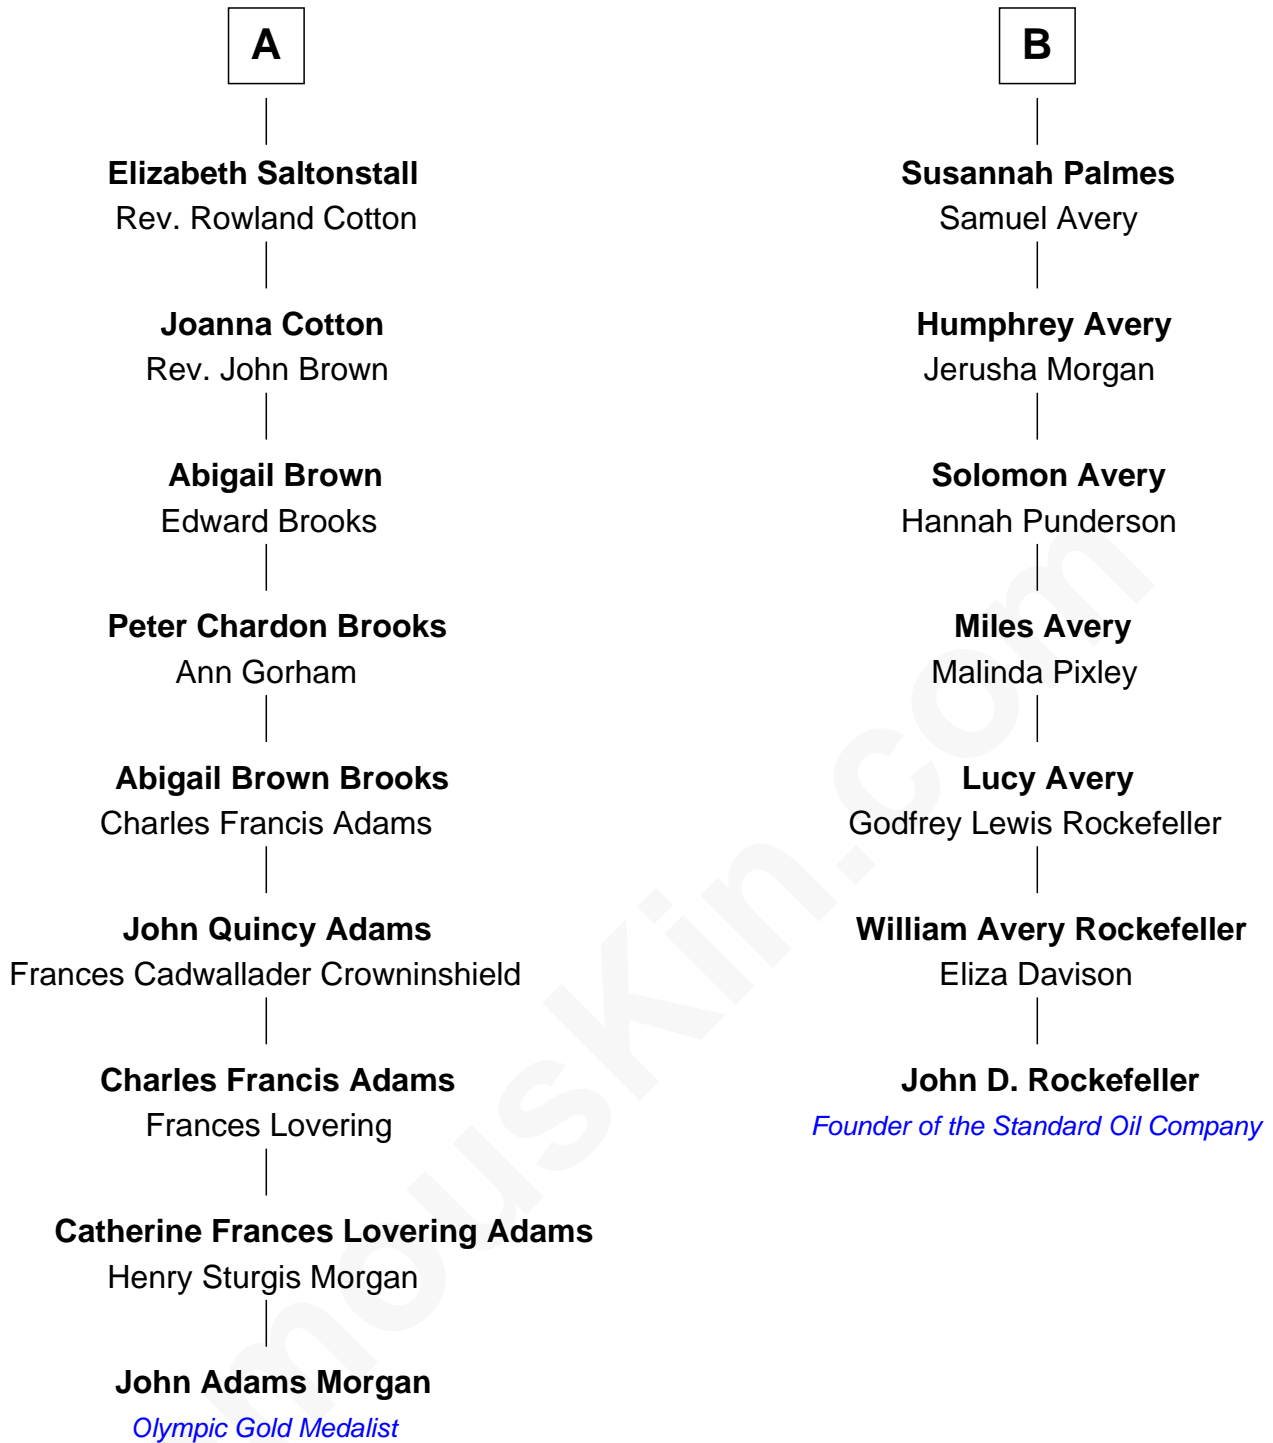 A
Elizabeth Saltonstall
Rev. Rowland Cotton
Joanna Cotton
Rev. John Brown
Abigail Brown
Edward Brooks
Peter Chardon Brooks
Ann Gorham
Abigail Brown Brooks
Charles Francis Adams
John Quincy Adams
Frances Cadwallader Crowninshield
Charles Francis Adams
Frances Lovering
Catherine Frances Lovering Adams
Henry Sturgis Morgan
John Adams Morgan
Olympic Gold Medalist
B
Susannah Palmes
Samuel Avery
Humphrey Avery
Jerusha Morgan
Solomon Avery
Hannah Punderson
Miles Avery
Malinda Pixley
Lucy Avery
Godfrey Lewis Rockefeller
William Avery Rockefeller
Eliza Davison
John D. Rockefeller
Founder of the Standard Oil Company
mouskin.com